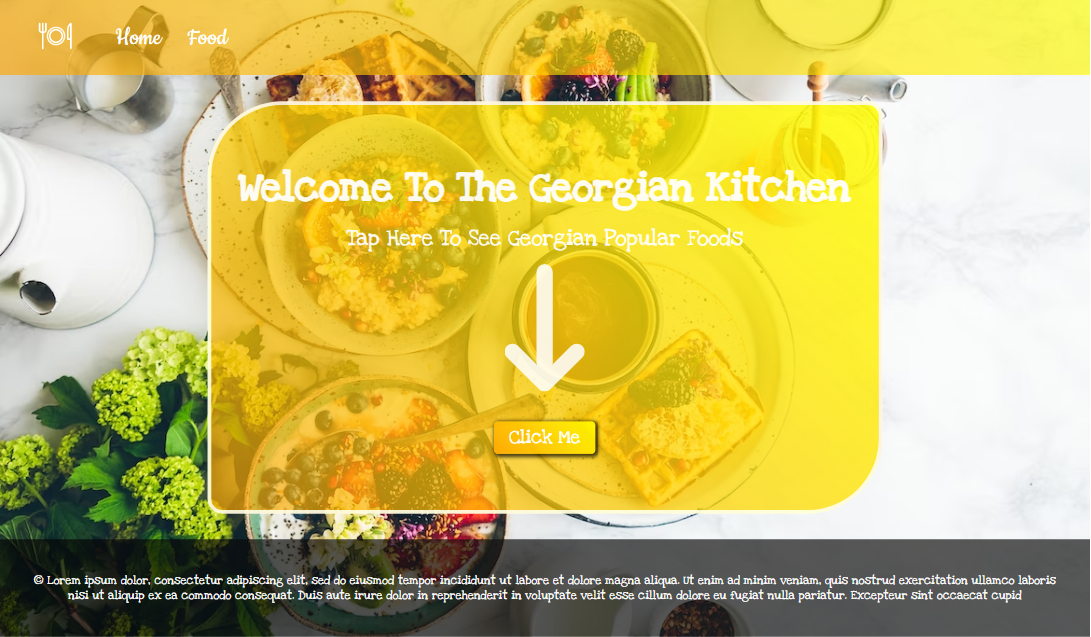 Home Food
Welcome To The Georgian Kitchen
Tap Here To See Georgian Popular Foods
Click Me
© Lorem ipsum dolor, consectetur adipiscing elit, sed do eiusmod tempor incididunt ut labore et dolore magna aliqua. Ut enim ad minim veniam, quis nostrud exercitation ullamco laboris
nisi ut aliquip ex ea commodo consequat. Duis aute irure dolor in reprehenderit in voluptate velit esse cillum dolore eu fugiat nulla pariatur. Excepteur sint occaecat cupid